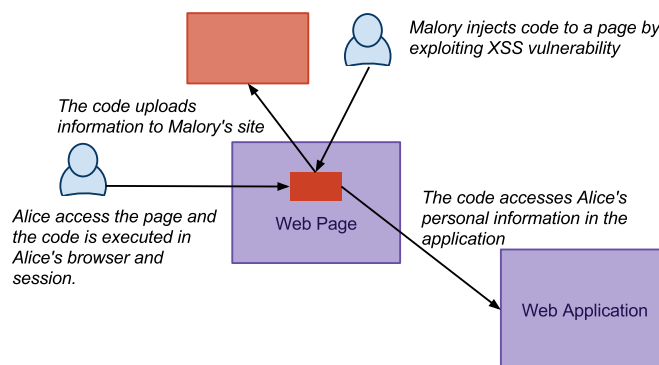 Malory injects code to a page by
exploiting XSS vulnerability
The code uploads
information to Malory's site
Alice access the page and
the code is executed in
Alice's browser and
session.
Web Page
The code accesses Alice's
personal information in the
application
Web Application